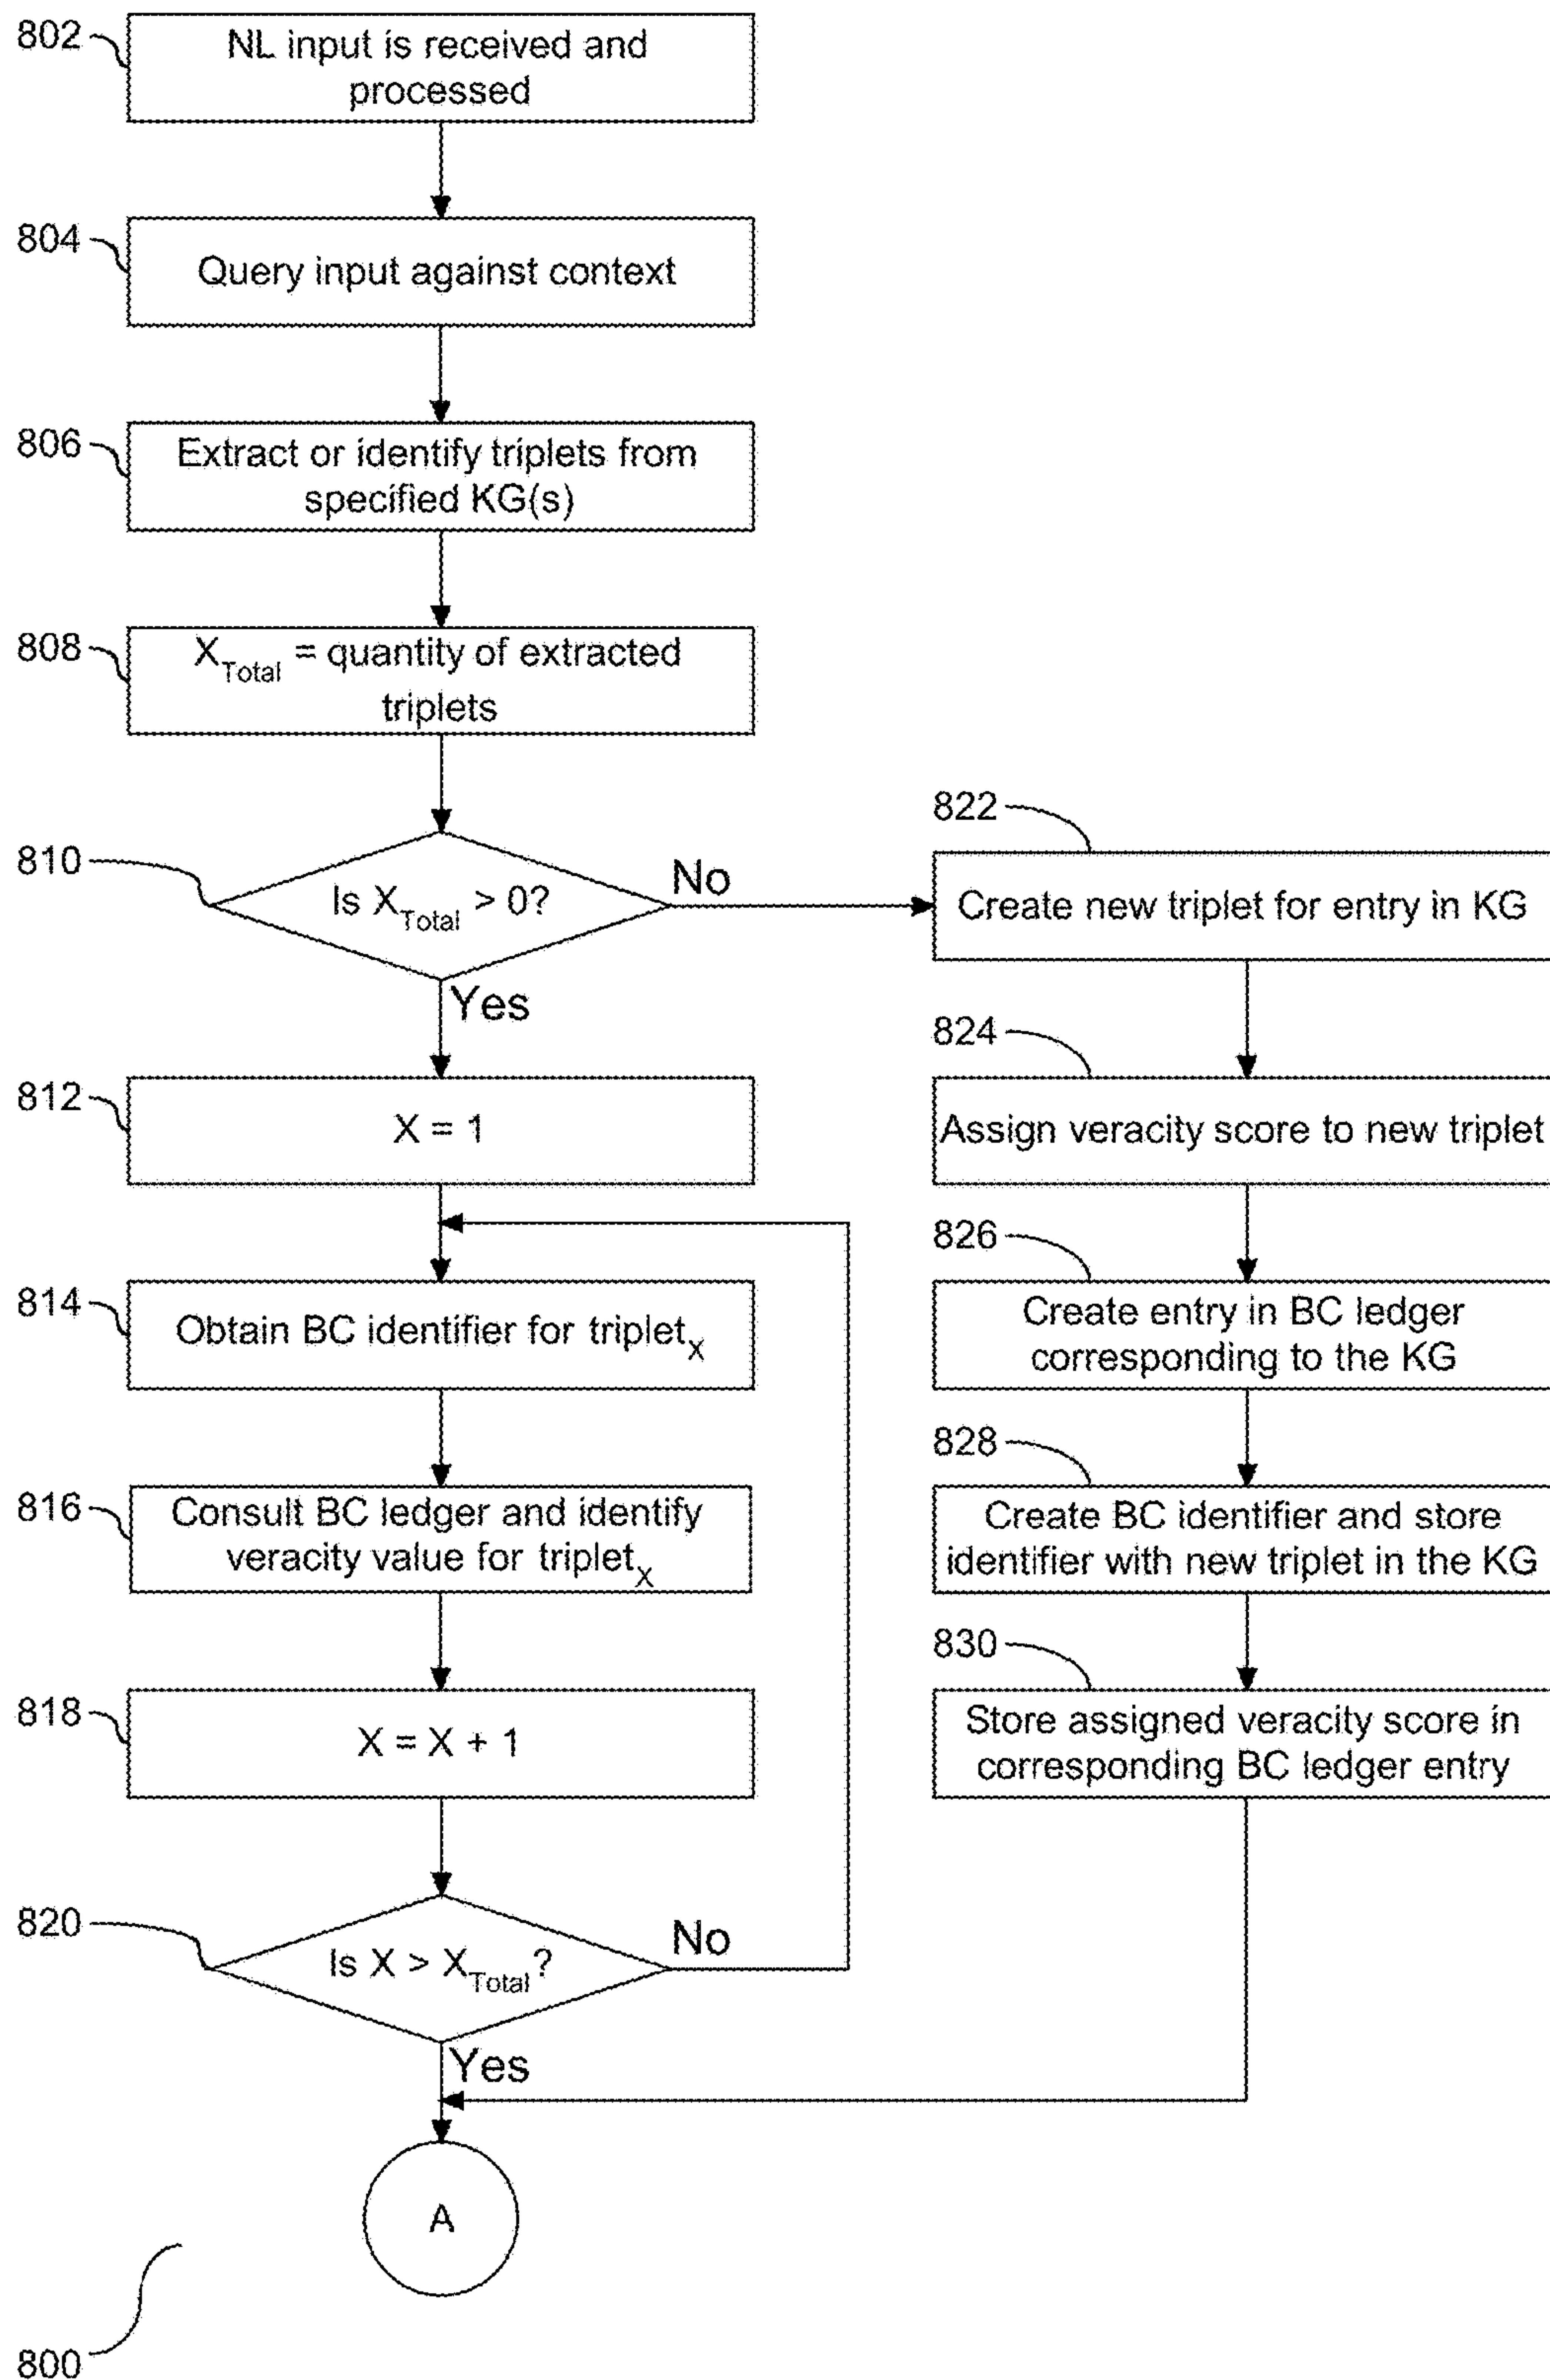 802
NL input is received and
processed
804
Query input against context
806
Extract or identify triplets from
specified KG(s)
808
XTotal = quantity of extracted
triplets
810
Is XTotal > 0?
No
Yes
812
X = 1
814
Obtain BC identifier for tripletX
816
Consult BC ledger and identify
veracity value for tripletX
818
X = X + 1
820
Is X > XTotal?
No
Yes
822
Create new triplet for entry in KG
824
Assign veracity score to new triplet
826
Create entry in BC ledger
corresponding to the KG
828
Create BC identifier and store
identifier with new triplet in the KG
830
Store assigned veracity score in
corresponding BC ledger entry
A
800